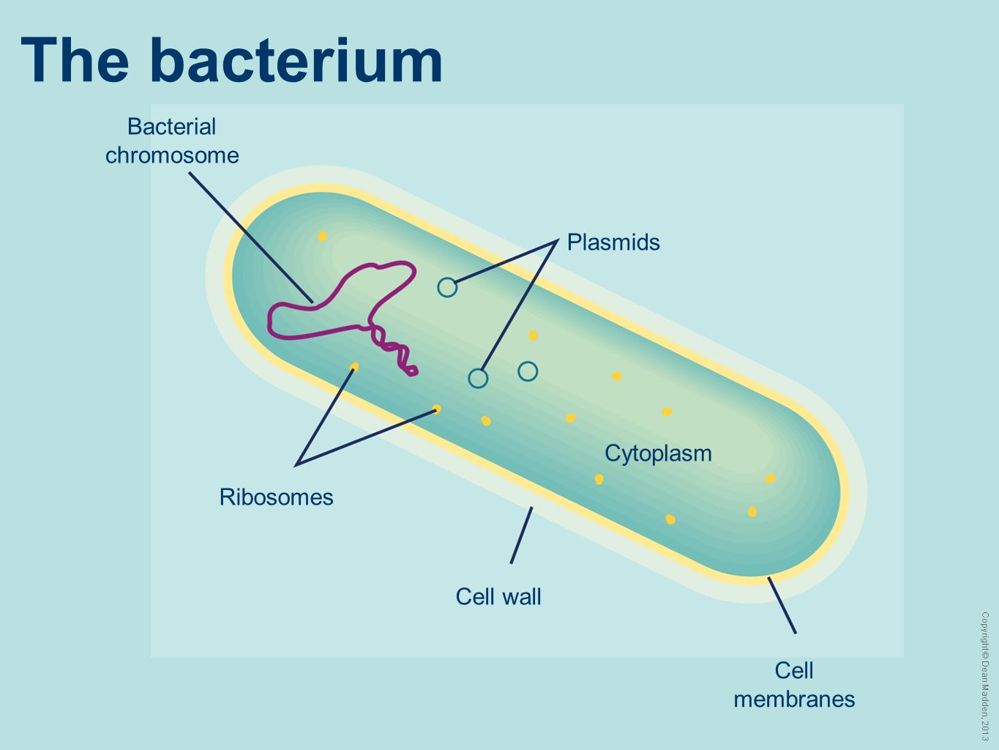 The bacterium
Bacterial
chromosome
Plasmids
Cytoplasm
Ribosomes
Cell wall
Cell
membranes
Copyright © Dean Madden, 2013